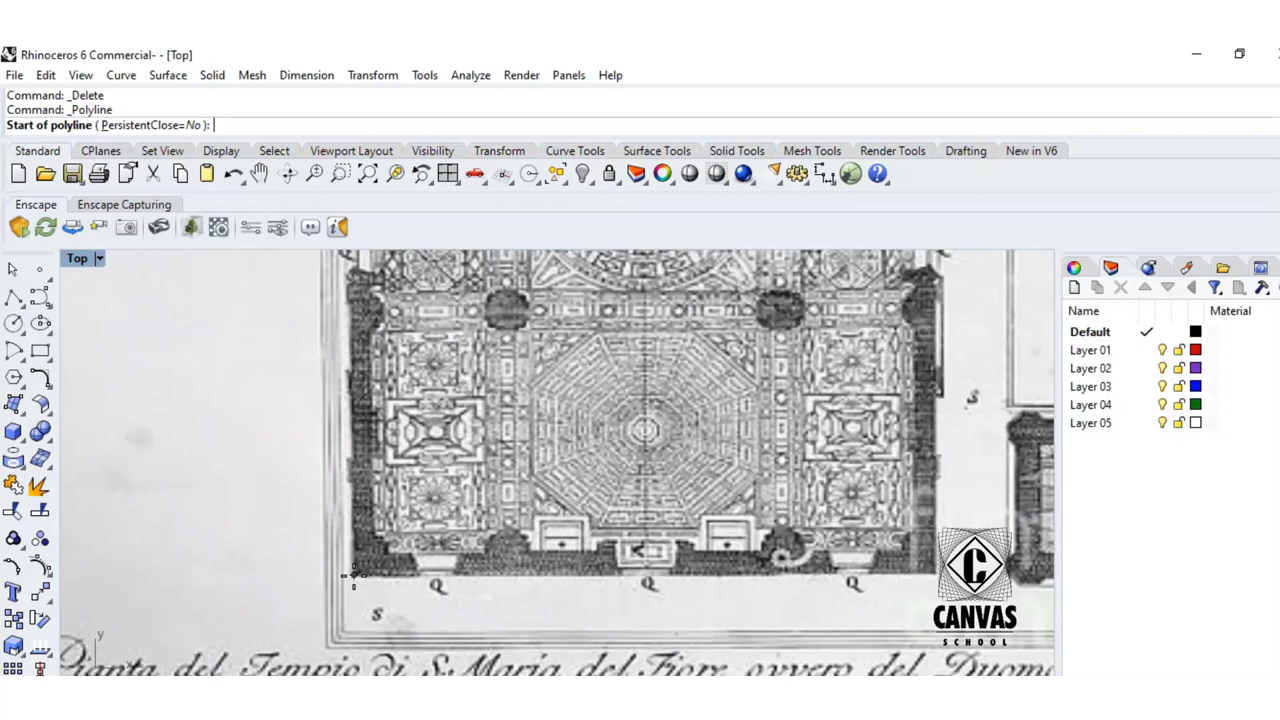 Rhinoceros 6 Commercial- - [Top]
File Edit View Curve Surface Solid Mesh Dimension Transform Tools Analyze Render Panels Help
Command: _Delete
Command: _Polyline
Start of polyline ( PersistentClose=No ):
Standard CPlanes Set View Display Select Viewport Layout Visibility Transform Curve Tools Surface Tools Solid Tools Mesh Tools Render Tools Drafting New in V6
Enscape Enscape Capturing
Top
Name Material
Default
Layer 01
Layer 02
Layer 03
Layer 04
Layer 05
S
Q Q Q
S
y
Pianta del Tempio di S. Maria del Fiore ovvero del Duomo
C
CANVAS
SCHOOL